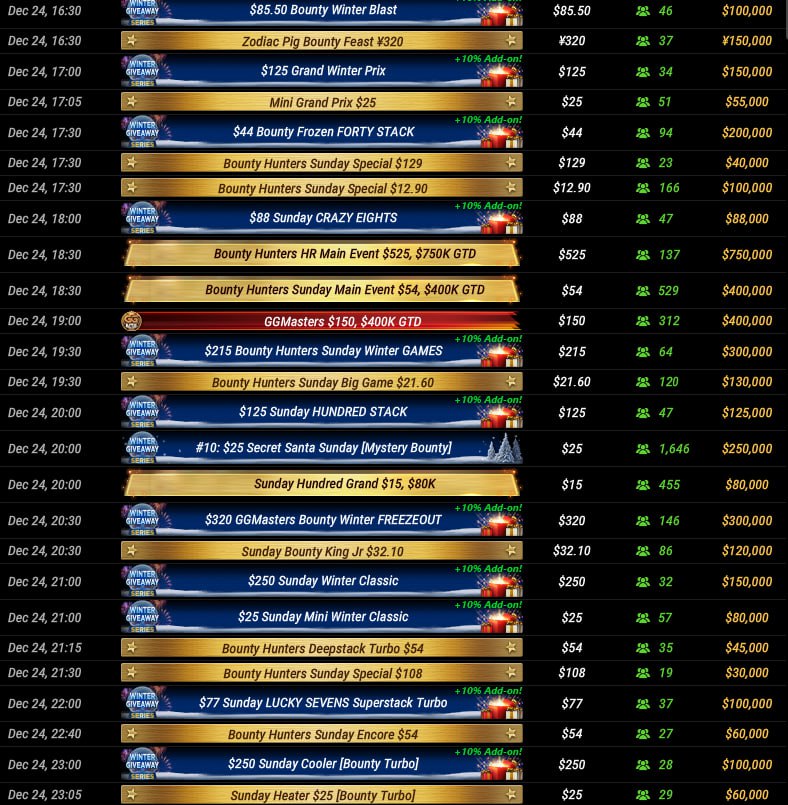 Dec 24, 16:30 WINTER GIVEAWAY SERIES $85.50 Bounty Winter Blast +10% Add-on! $85.50 46 $100,000
Dec 24, 16:30 Zodiac Pig Bounty Feast ¥320 ¥320 37 ¥150,000
Dec 24, 17:00 WINTER GIVEAWAY SERIES $125 Grand Winter Prix +10% Add-on! $125 34 $150,000
Dec 24, 17:05 Mini Grand Prix $25 $25 51 $55,000
Dec 24, 17:30 WINTER GIVEAWAY SERIES $44 Bounty Frozen FORTY STACK +10% Add-on! $44 94 $200,000
Dec 24, 17:30 Bounty Hunters Sunday Special $129 $129 23 $40,000
Dec 24, 17:30 Bounty Hunters Sunday Special $12.90 $12.90 166 $100,000
Dec 24, 18:00 WINTER GIVEAWAY SERIES $88 Sunday CRAZY EIGHTS +10% Add-on! $88 47 $88,000
Dec 24, 18:30 Bounty Hunters HR Main Event $525, $750K GTD $525 137 $750,000
Dec 24, 18:30 Bounty Hunters Sunday Main Event $54, $400K GTD $54 529 $400,000
Dec 24, 19:00 GG GGMasters $150, $400K GTD $150 312 $400,000
Dec 24, 19:30 WINTER GIVEAWAY SERIES $215 Bounty Hunters Sunday Winter GAMES +10% Add-on! $215 64 $300,000
Dec 24, 19:30 Bounty Hunters Sunday Big Game $21.60 $21.60 120 $130,000
Dec 24, 20:00 WINTER GIVEAWAY SERIES $125 Sunday HUNDRED STACK +10% Add-on! $125 47 $125,000
Dec 24, 20:00 WINTER GIVEAWAY SERIES #10: $25 Secret Santa Sunday [Mystery Bounty] $25 1,646 $250,000
Dec 24, 20:00 Sunday Hundred Grand $15, $80K $15 455 $80,000
Dec 24, 20:30 WINTER GIVEAWAY SERIES $320 GGMasters Bounty Winter FREEZEOUT +10% Add-on! $320 146 $300,000
Dec 24, 20:30 Sunday Bounty King Jr $32.10 $32.10 86 $120,000
Dec 24, 21:00 WINTER GIVEAWAY SERIES $250 Sunday Winter Classic +10% Add-on! $250 32 $150,000
Dec 24, 21:00 WINTER GIVEAWAY SERIES $25 Sunday Mini Winter Classic +10% Add-on! $25 57 $80,000
Dec 24, 21:15 Bounty Hunters Deepstack Turbo $54 $54 35 $45,000
Dec 24, 21:30 Bounty Hunters Sunday Special $108 $108 19 $30,000
Dec 24, 22:00 WINTER GIVEAWAY SERIES $77 Sunday LUCKY SEVENS Superstack Turbo +10% Add-on! $77 37 $100,000
Dec 24, 22:40 Bounty Hunters Sunday Encore $54 $54 27 $60,000
Dec 24, 23:00 WINTER GIVEAWAY SERIES $250 Sunday Cooler [Bounty Turbo] +10% Add-on! $250 28 $100,000
Dec 24, 23:05 Sunday Heater $25 [Bounty Turbo] $25 29 $60,000